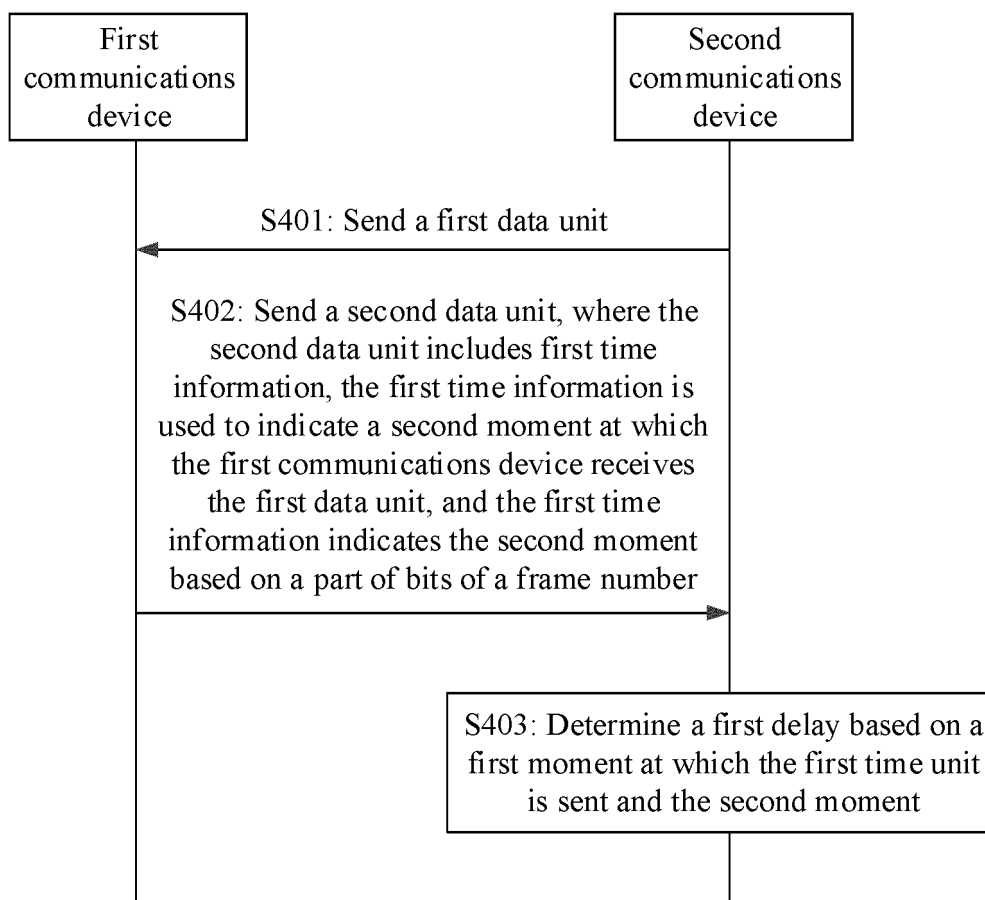 First
communications
device
Second
communications
device
S401: Send a first data unit
S402: Send a second data unit, where the
second data unit includes first time
information, the first time information is
used to indicate a second moment at which
the first communications device receives
the first data unit, and the first time
information indicates the second moment
based on a part of bits of a frame number
S403: Determine a first delay based on a
first moment at which the first time unit
is sent and the second moment